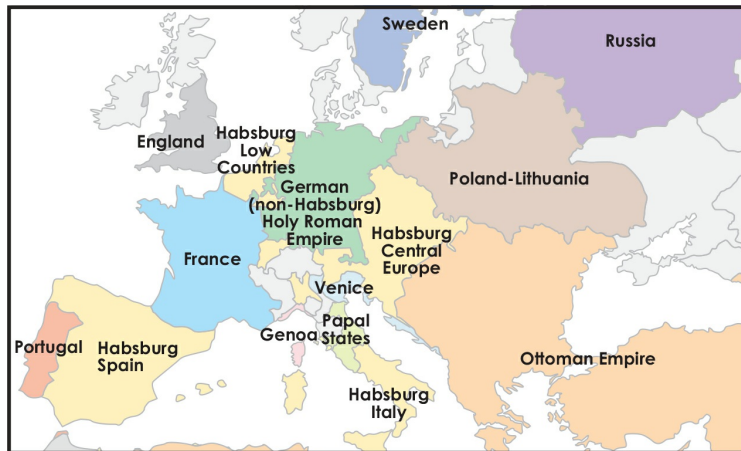 Sweden
Russia
England
Habsburg
Low
Countries
Poland-Lithuania
German
(non-Habsburg)
Holy Roman
Empire
Habsburg
Central
Europe
France
Venice
Genoa
Papal
States
Portugal
Habsburg
Spain
Ottoman Empire
Habsburg
Italy